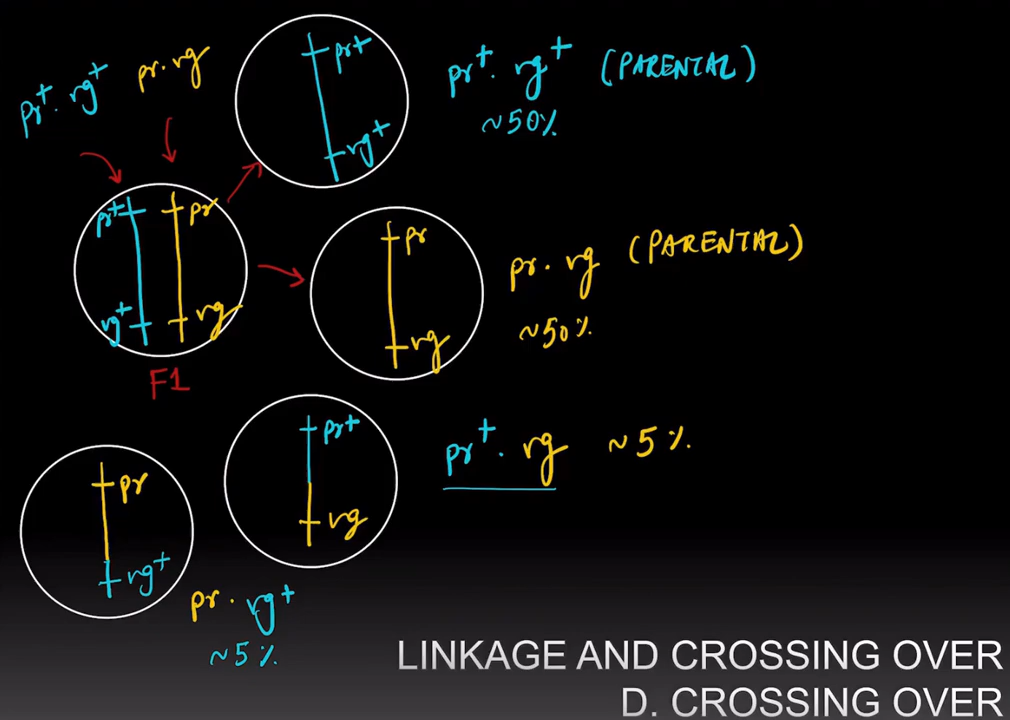 pr+. vg+
pr. vg
pr+
vg+
pr+. vg+ (PARENTAL)
~50%
pr+
pr
vg+
vg
F1
pr
vg
pr. vg (PARENTAL)
~50%
pr+
vg
pr+. vg ~5%
pr
vg+
pr. vg+
~5%
LINKAGE AND CROSSING OVER
D. CROSSING OVER